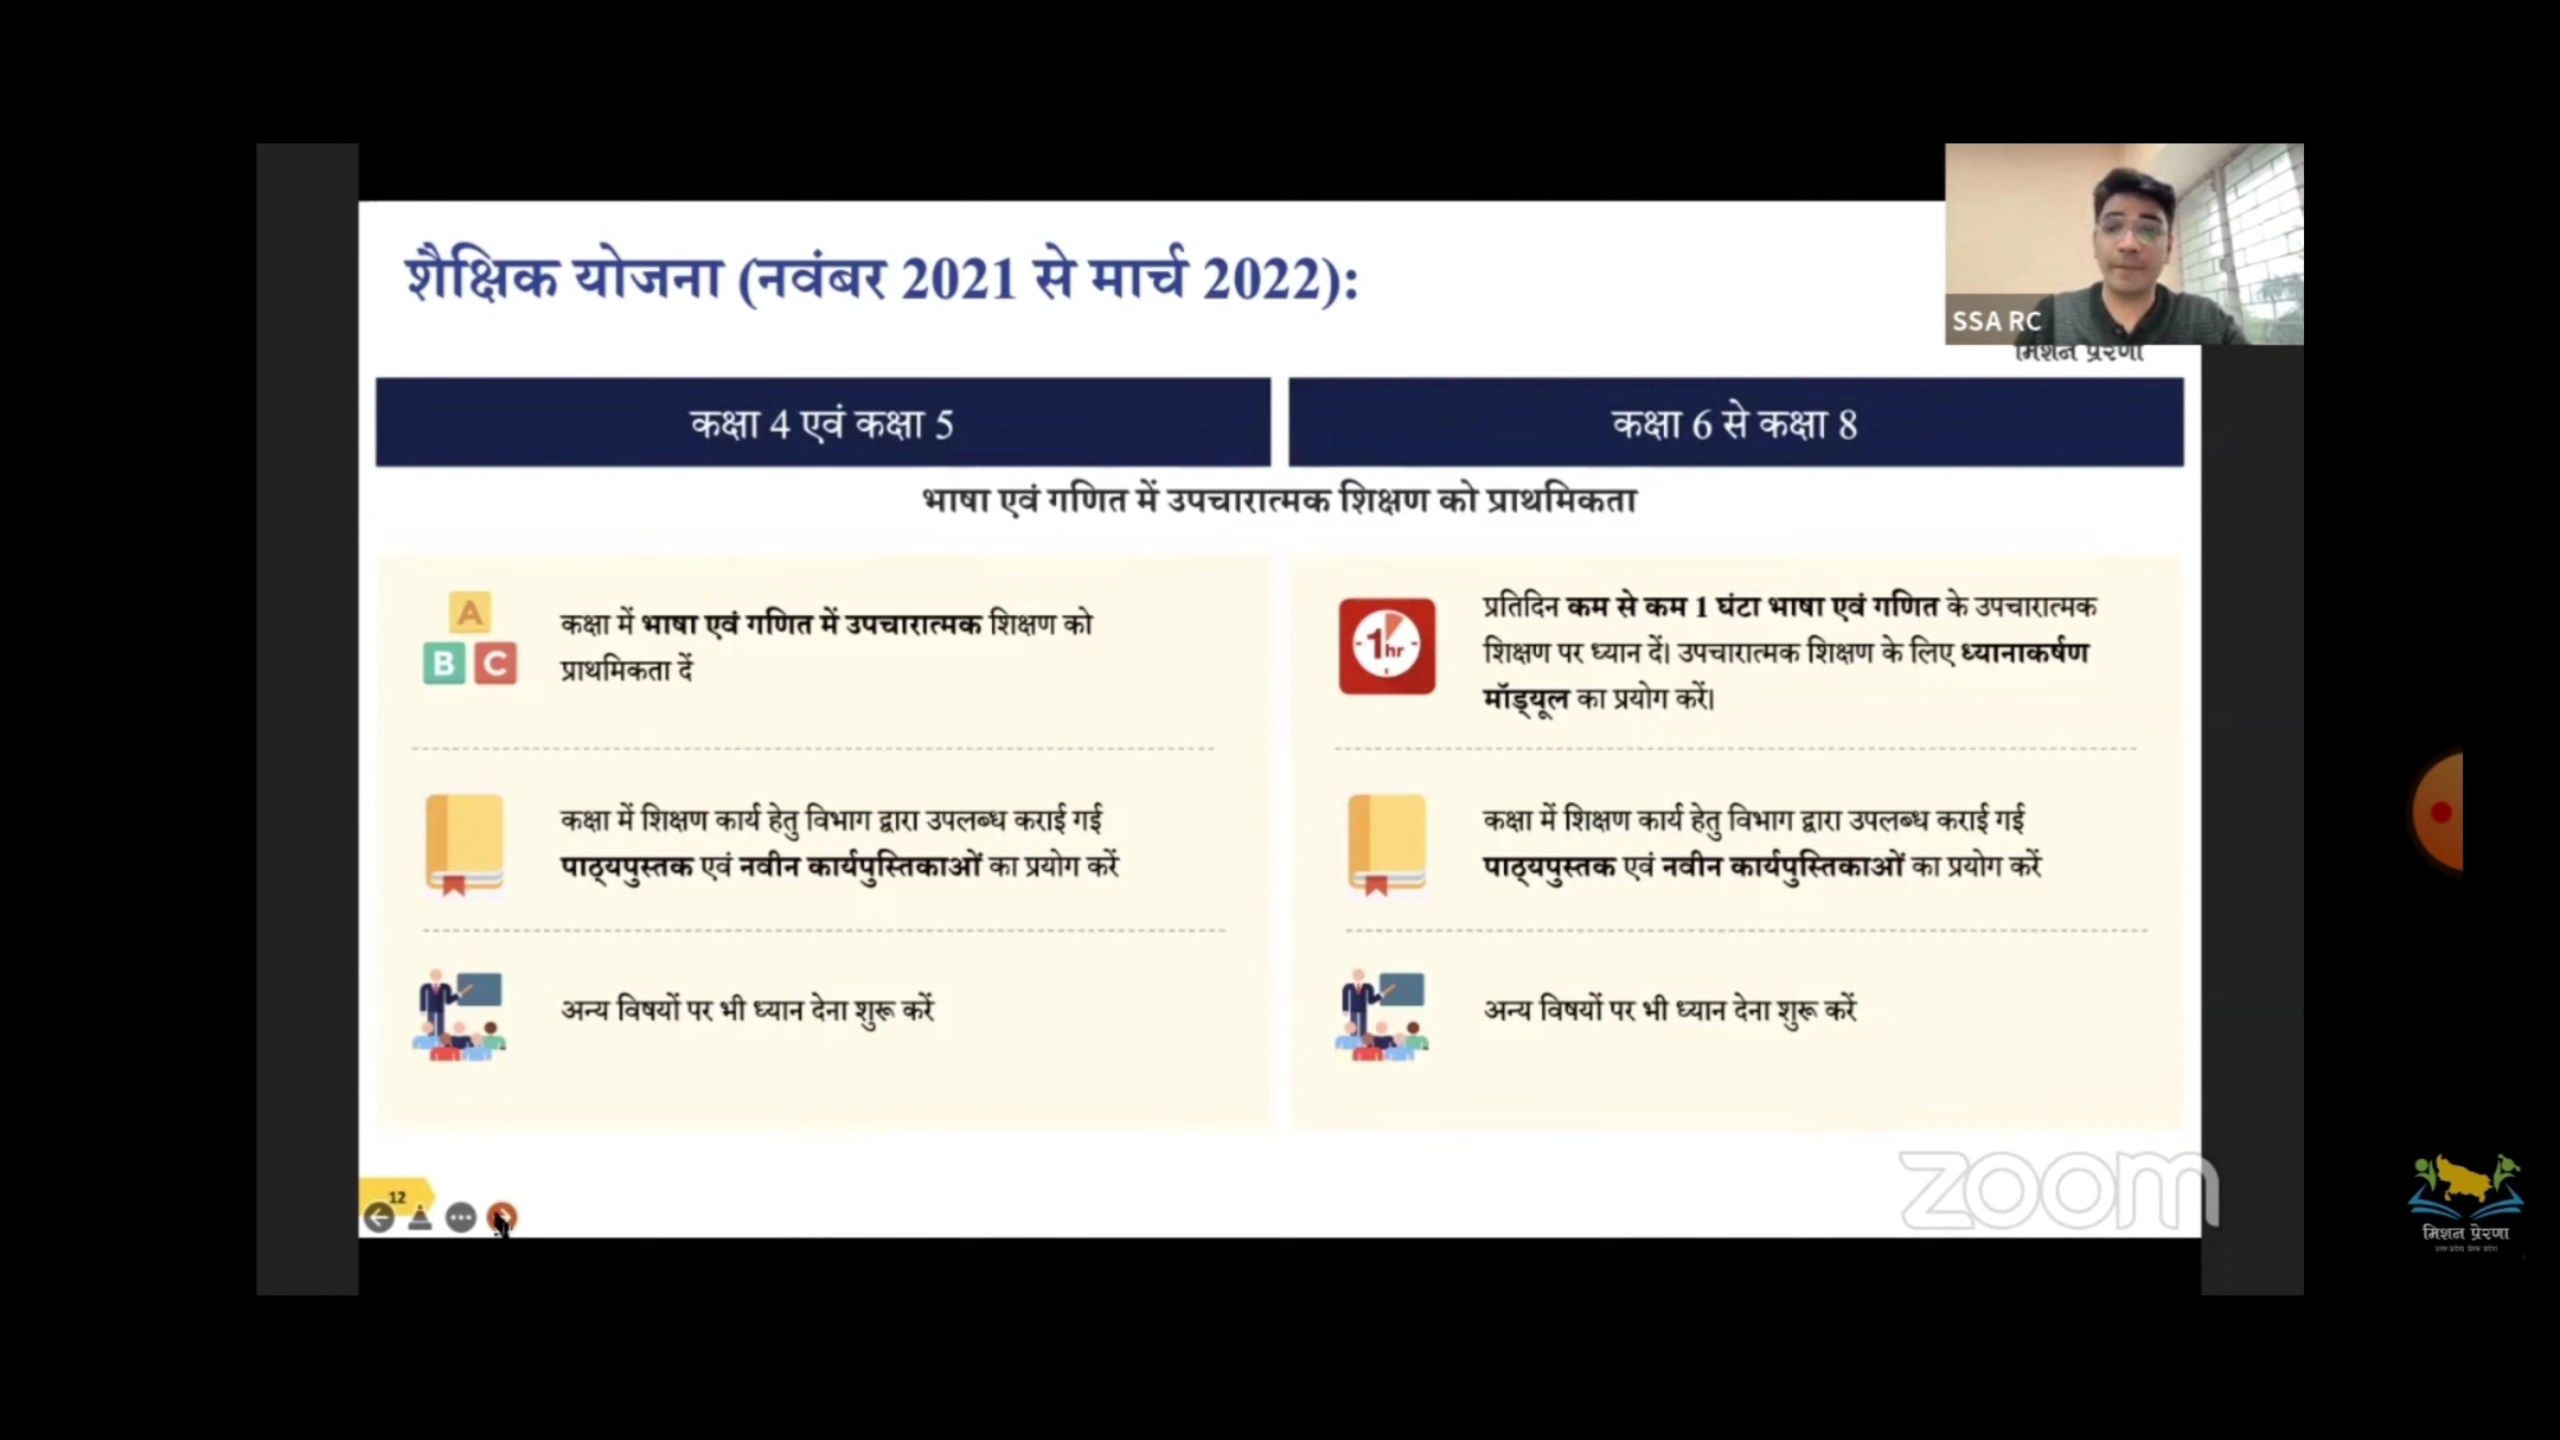 शैक्षिक योजना (नवंबर 2021 से मार्च 2022):
SSA RC
मिशन प्रेरणा
कक्षा 4 एवं कक्षा 5
कक्षा 6 से कक्षा 8
भाषा एवं गणित में उपचारात्मक शिक्षण को प्राथमिकता
A
B C
कक्षा में भाषा एवं गणित में उपचारात्मक शिक्षण को
प्राथमिकता दें
कक्षा में शिक्षण कार्य हेतु विभाग द्वारा उपलब्ध कराई गई
पाठ्यपुस्तक एवं नवीन कार्यपुस्तिकाओं का प्रयोग करें
अन्य विषयों पर भी ध्यान देना शुरू करें
1hr
प्रतिदिन कम से कम 1 घंटा भाषा एवं गणित के उपचारात्मक
शिक्षण पर ध्यान दें। उपचारात्मक शिक्षण के लिए ध्यानाकर्षण
मॉड्यूल का प्रयोग करें।
कक्षा में शिक्षण कार्य हेतु विभाग द्वारा उपलब्ध कराई गई
पाठ्यपुस्तक एवं नवीन कार्यपुस्तिकाओं का प्रयोग करें
अन्य विषयों पर भी ध्यान देना शुरू करें
12
zoom
मिशन प्रेरणा